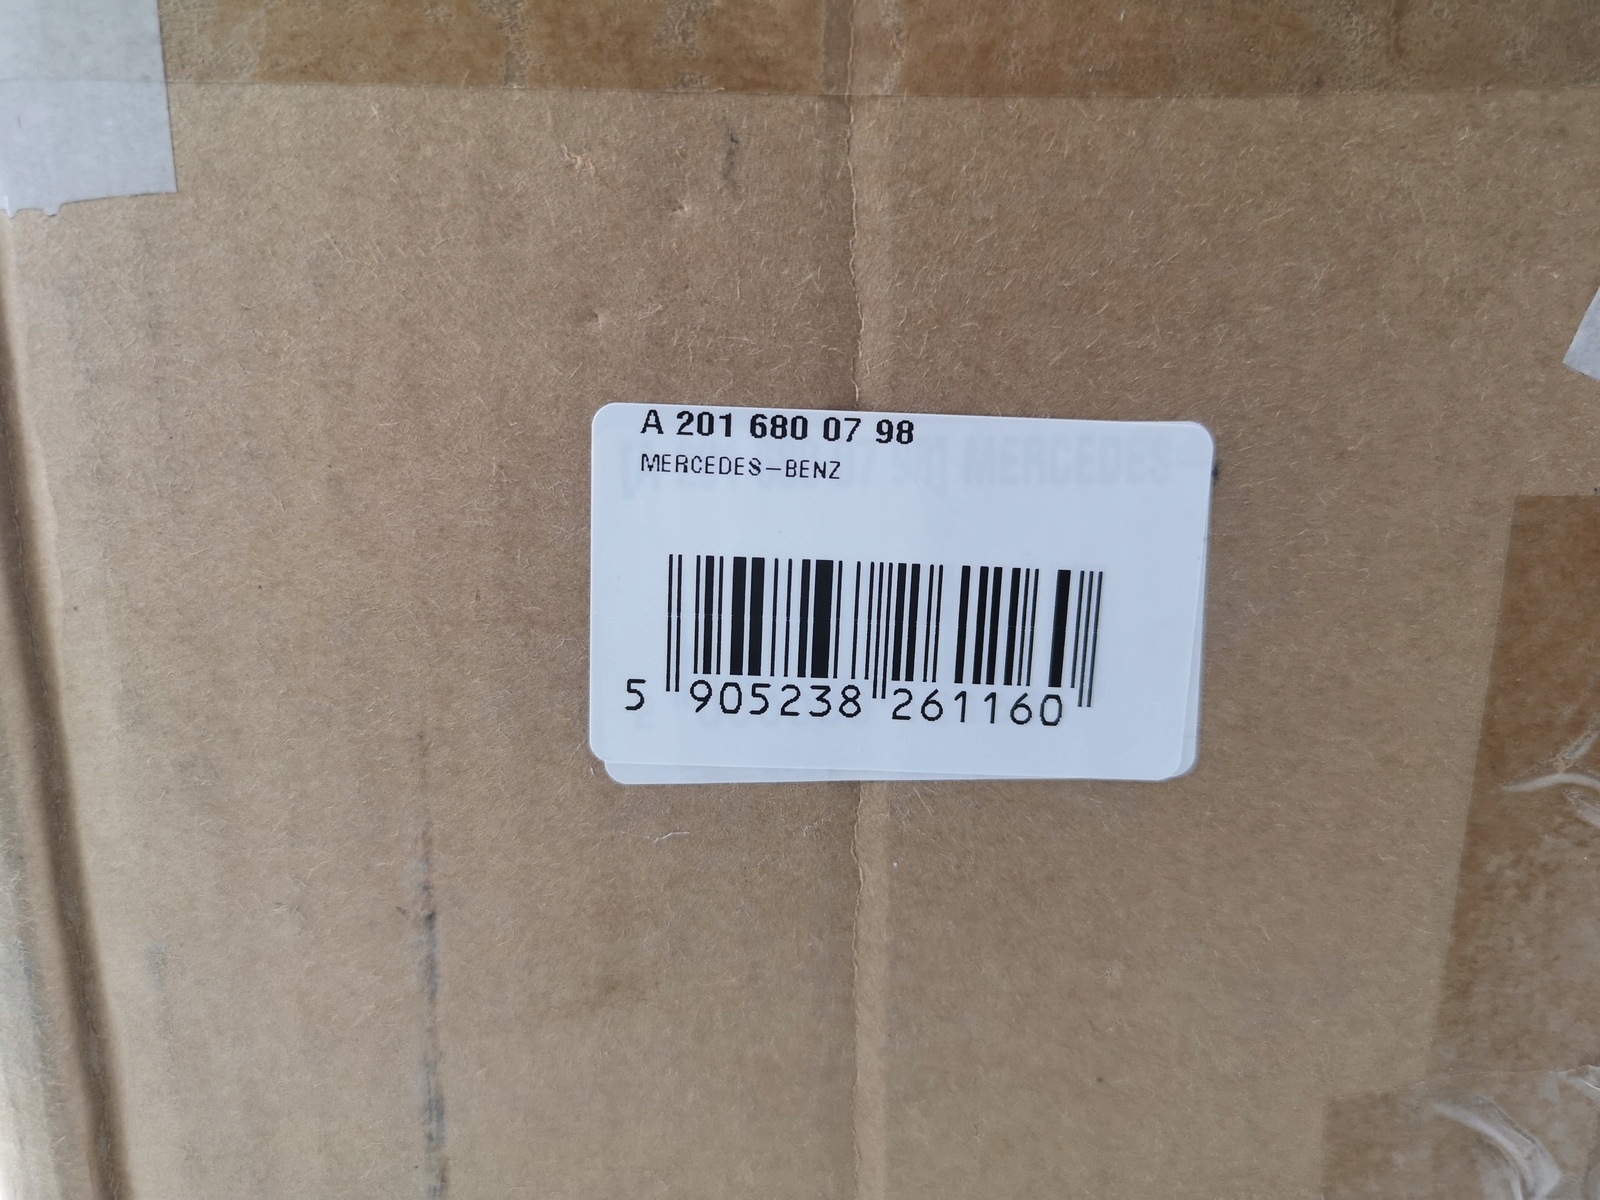 A 201 680 07 98
MERCEDES-BENZ
5 905238 261160